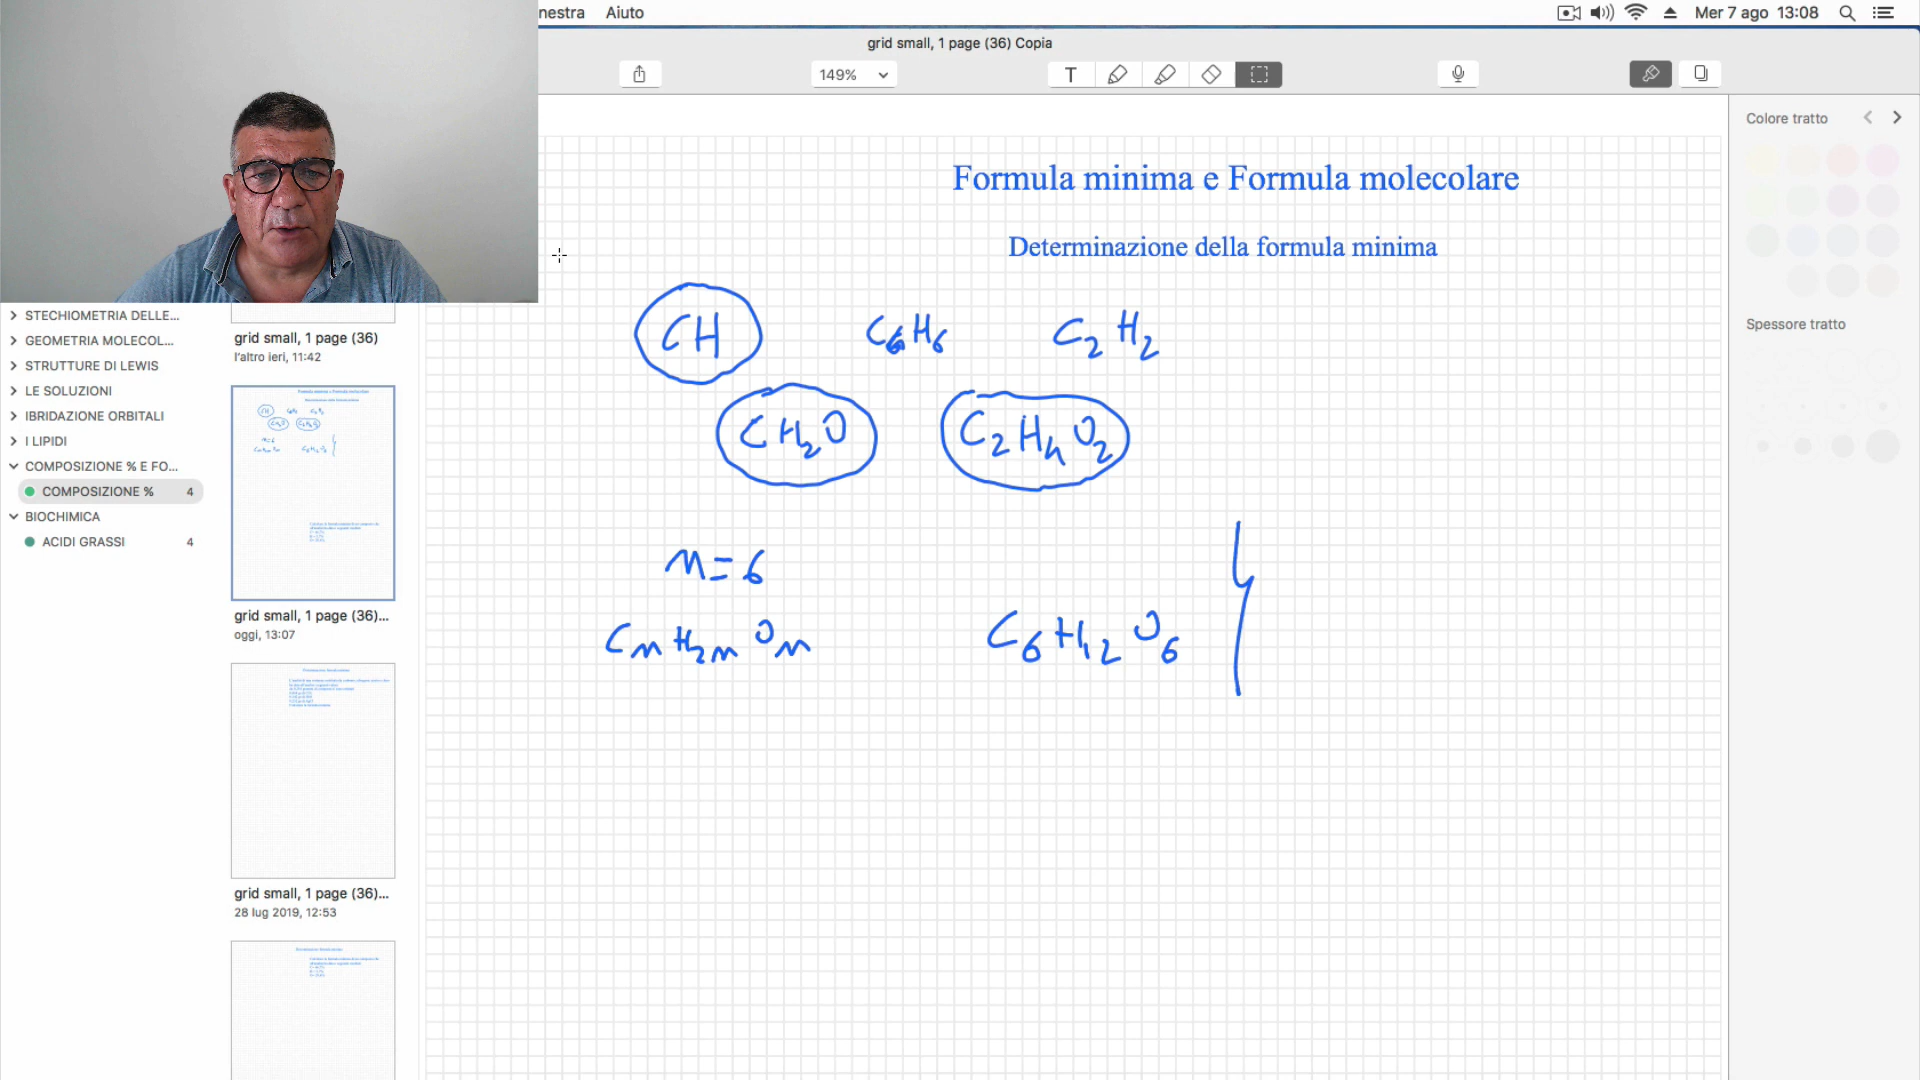 nestra Aiuto
Mer 7 ago 13:08
grid small, 1 page (36) Copia
149%
T
Colore tratto
Spessore tratto
STECHIOMETRIA DELLE...
GEOMETRIA MOLECOL...
STRUTTURE DI LEWIS
LE SOLUZIONI
IBRIDAZIONE ORBITALI
I LIPIDI
COMPOSIZIONE % E FO...
COMPOSIZIONE % 4
BIOCHIMICA
ACIDI GRASSI 4
grid small, 1 page (36)
l'altro ieri, 11:42
grid small, 1 page (36)...
oggi, 13:07
grid small, 1 page (36)...
28 lug 2019, 12:53
Formula minima e Formula molecolare
Determinazione della formula minima
CH C₆H₆ C₂H₂
CH₂O C₂H₄O₂
n=6
CₙH₂ₙOₙ C₆H₁₂O₆